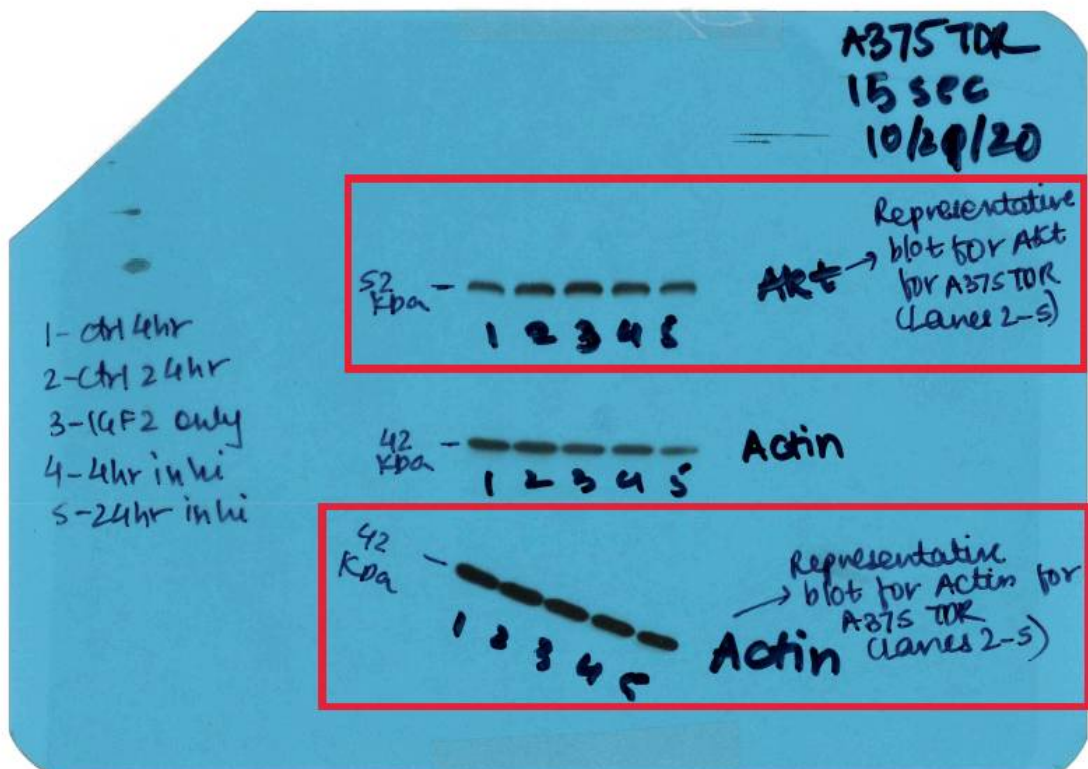 A375 TDR
15 sec
10/29/20
Representative
blot for Akt
for A375 TDR
(Lanes 2-5)
52
KDa
Akt
1 2 3 4 5
1- Ctrl 4hr
2-Ctrl 24hr
3-IGF2 only
4-4hr inhi
5-24hr inhi
42
KDa
Actin
1 2 3 4 5
42
KDa
Representative
blot for Actin for
A375 TDR
(Lanes 2-5)
1 2 3 4 5
Actin